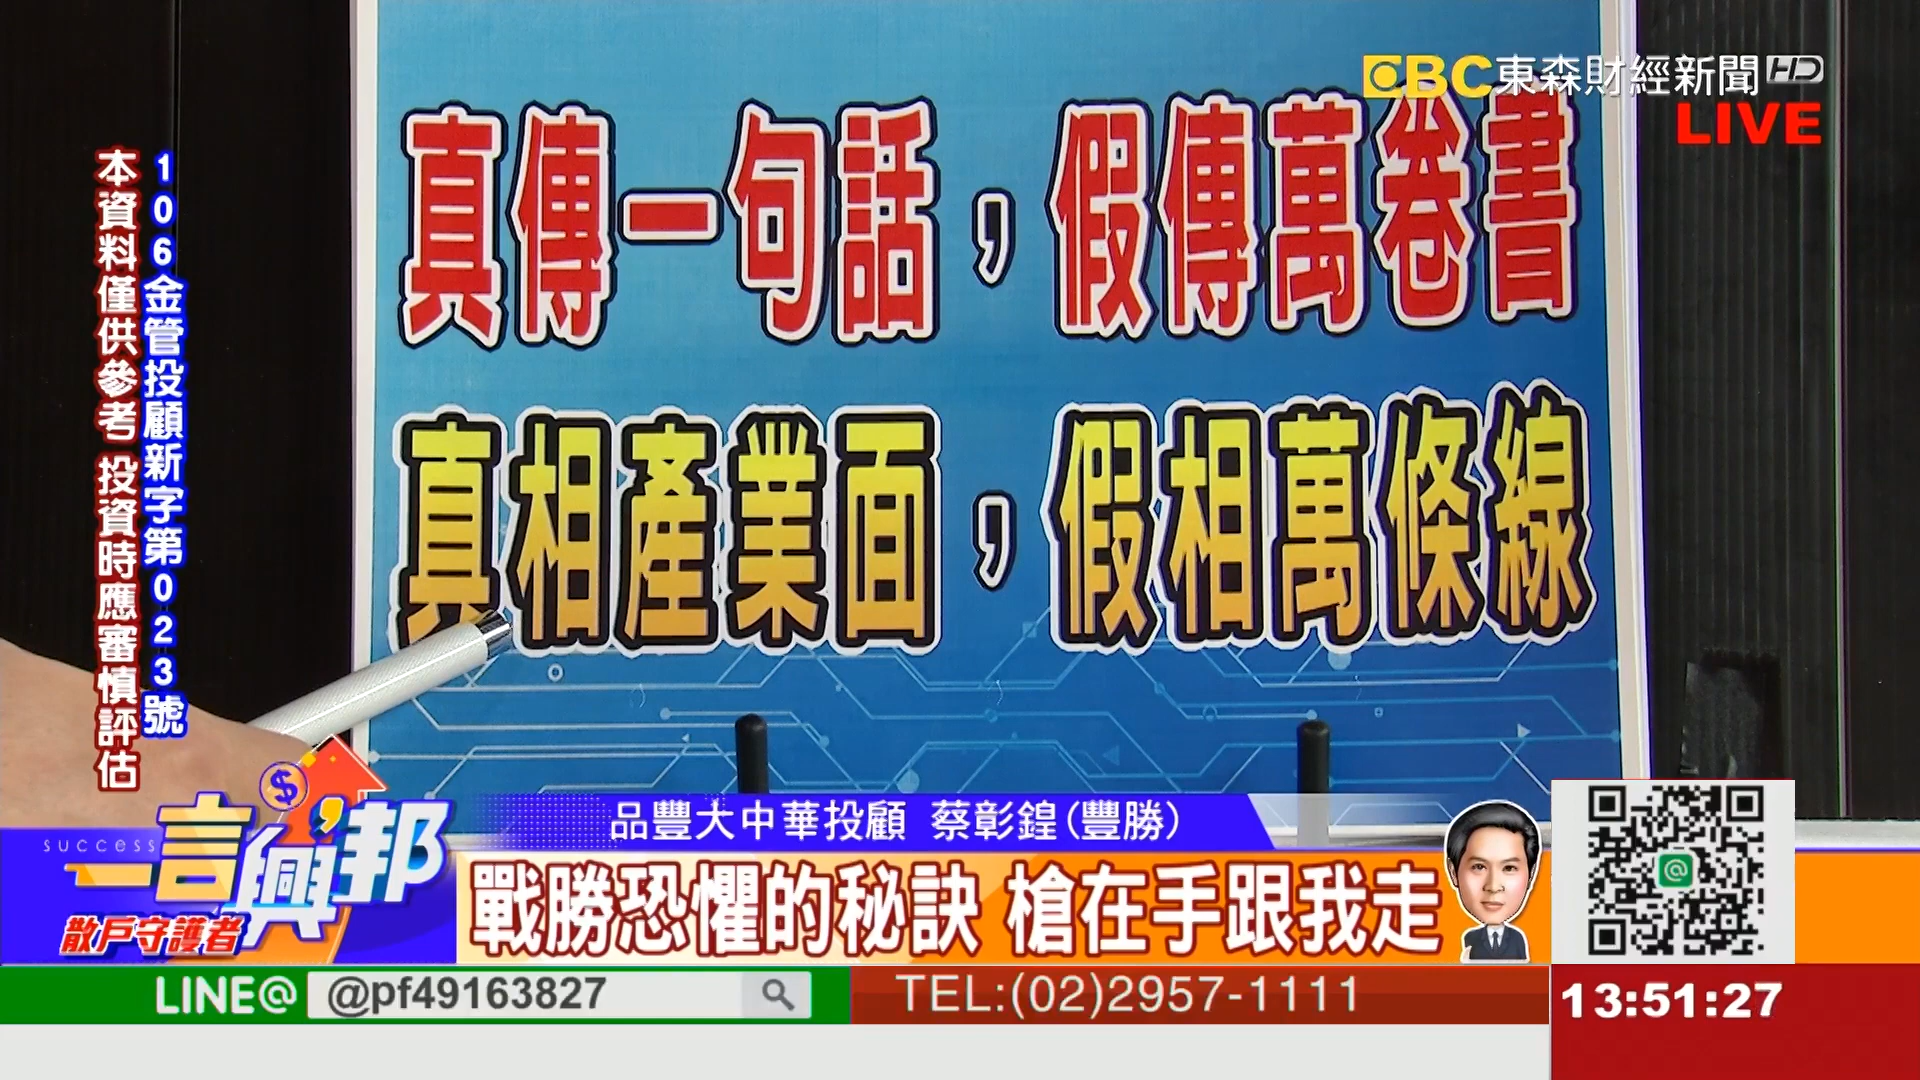 EBC東森財經新聞HD
LIVE
真傳一句話，假傳萬卷書
真相產業面，假相萬條線
106金管投顧新字第023號
本資料僅供參考 投資時應審慎評估
success
一言興邦
散戶守護者
品豐大中華投顧 蔡彰鍠(豐勝)
戰勝恐懼的秘訣 槍在手跟我走
LINE@ @pf49163827
TEL:(02)2957-1111
13:51:27